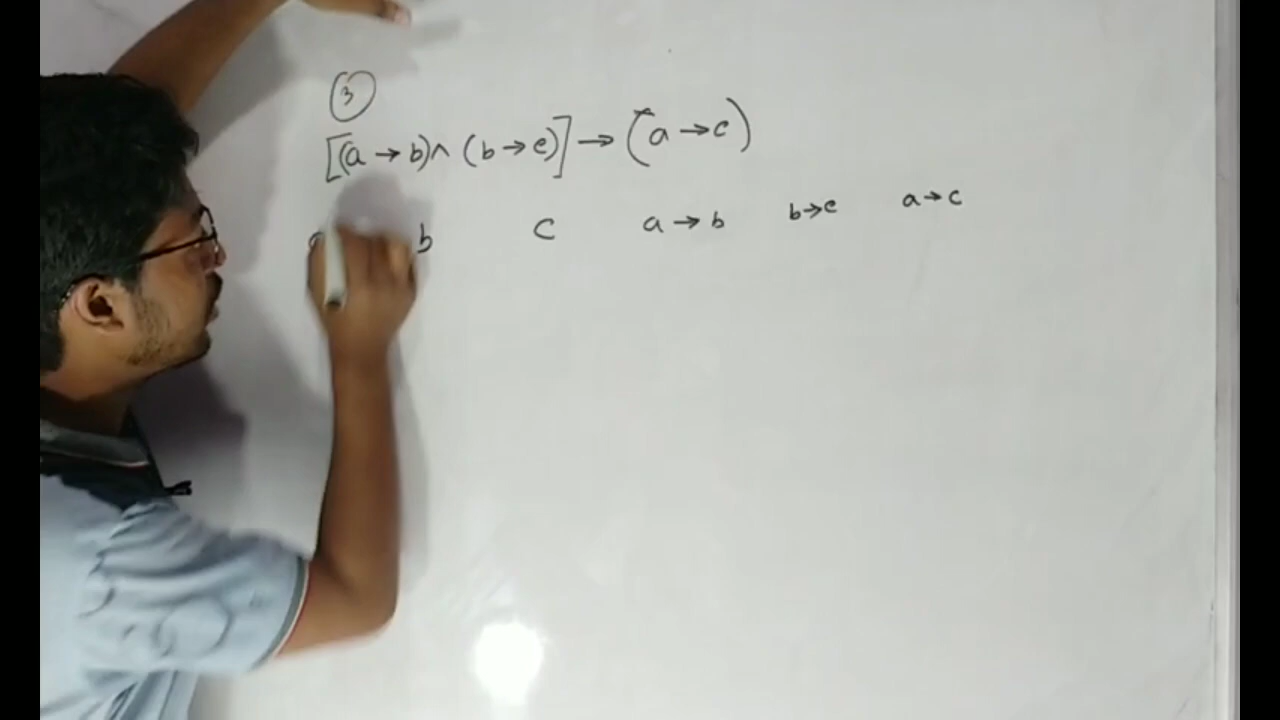 3
[(a → b) ∧ (b → c)] → (a → c)
a b c a → b b → c a → c